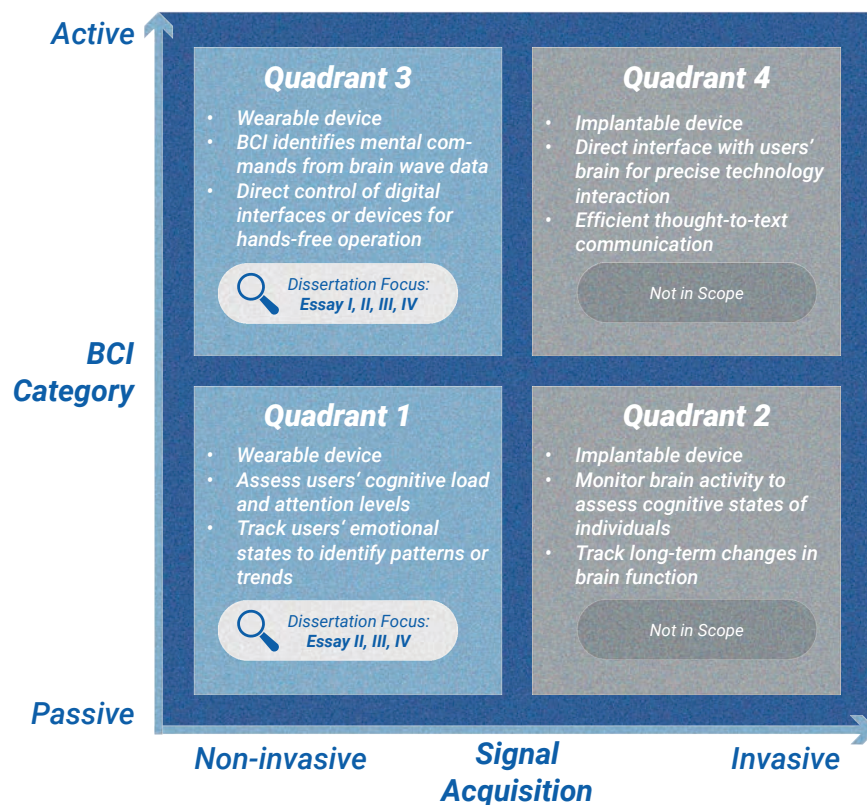 Active
Quadrant 3
• Wearable device
• BCI identifies mental com-
mands from brain wave data
• Direct control of digital
interfaces or devices for
hands-free operation
Dissertation Focus:
Essay I, II, III, IV
Quadrant 4
• Implantable device
• Direct interface with users’
brain for precise technology
interaction
• Efficient thought-to-text
communication
Not in Scope
BCI
Category
Quadrant 1
• Wearable device
• Assess users’ cognitive load
and attention levels
• Track users’ emotional
states to identify patterns or
trends
Dissertation Focus:
Essay II, III, IV
Quadrant 2
• Implantable device
• Monitor brain activity to
assess cognitive states of
individuals
• Track long-term changes in
brain function
Not in Scope
Passive
Non-invasive
Signal
Acquisition
Invasive